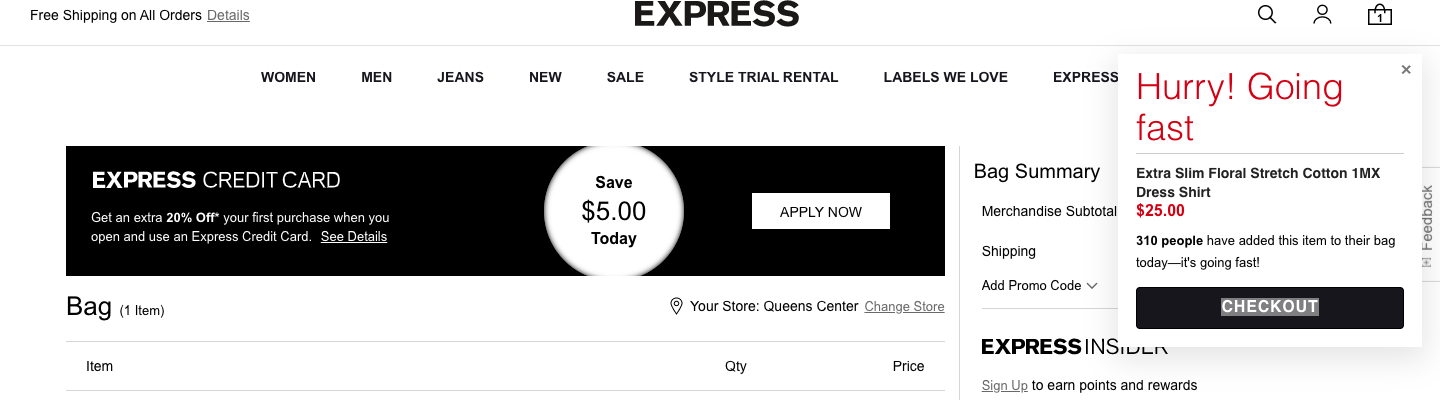 Free Shipping on All Orders Details
EXPRESS
1
WOMEN MEN JEANS NEW SALE STYLE TRIAL RENTAL LABELS WE LOVE EXPRESS
Hurry! Going
fast
Extra Slim Floral Stretch Cotton 1MX
Dress Shirt
$25.00
310 people have added this item to their bag
today—it's going fast!
CHECKOUT
Feedback
EXPRESS CREDIT CARD
Get an extra 20% Off* your first purchase when you
open and use an Express Credit Card. See Details
Save
$5.00
Today
APPLY NOW
Bag (1 Item)
Your Store: Queens Center Change Store
Item Qty Price
Bag Summary
Merchandise Subtotal
Shipping
Add Promo Code
EXPRESS INSIDER
Sign Up to earn points and rewards